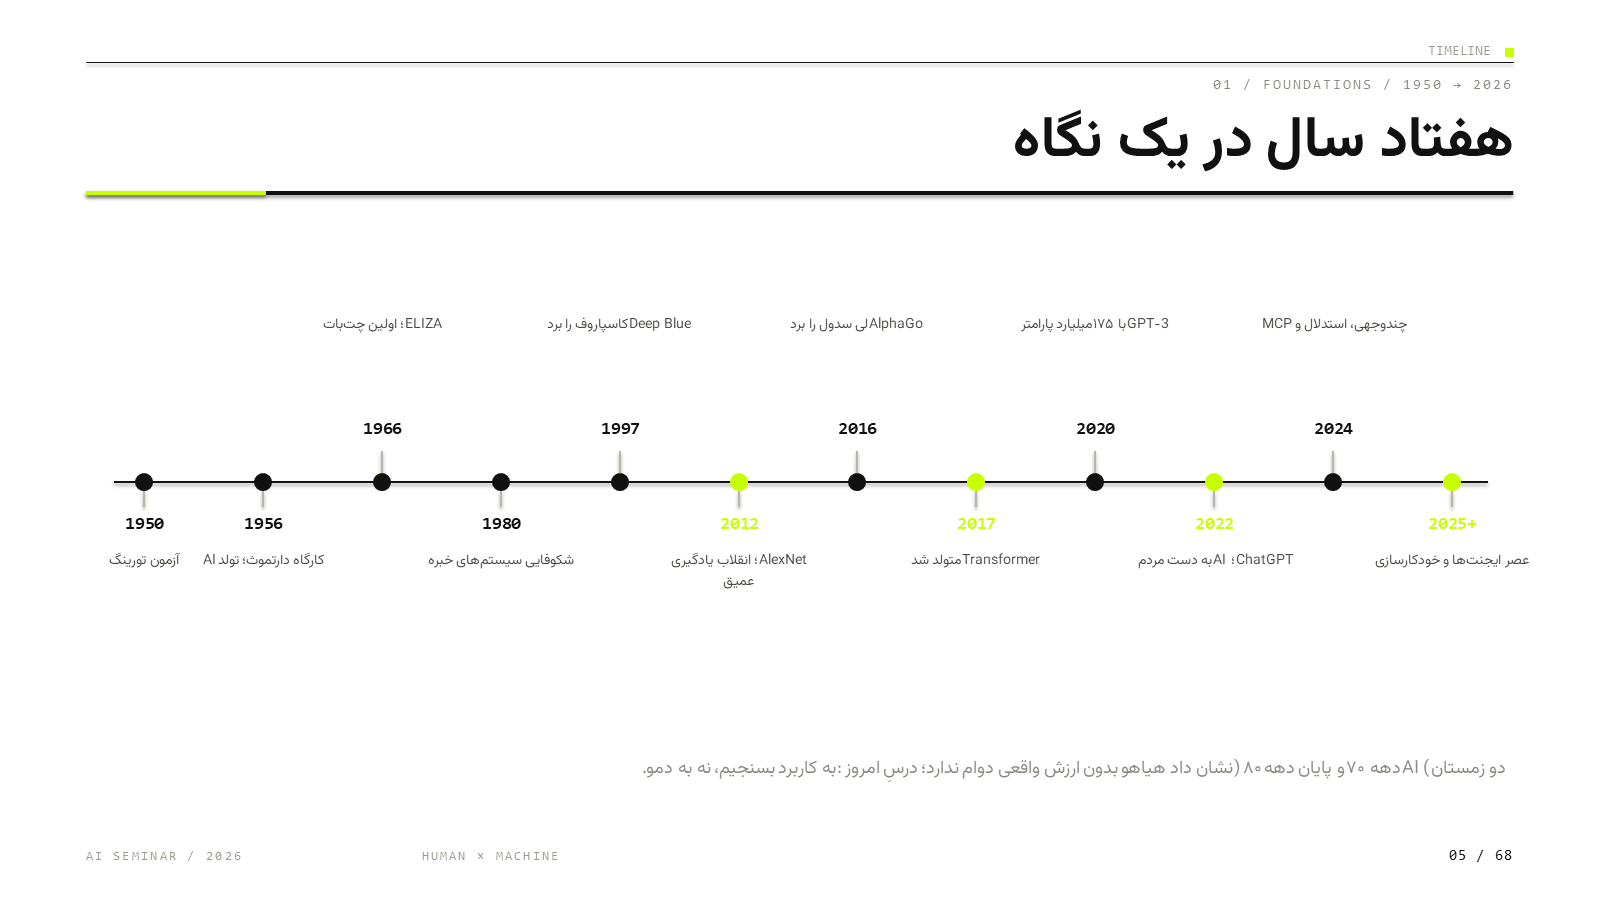 TIMELINE
01 / FOUNDATIONS / 1950 → 2026
هفتاد سال در یک نگاه
ELIZA؛ اولین چت‌بات
Deep Blue کاسپاروف را برد
AlphaGo لی سدول را برد
GPT-3 با ۱۷۵ میلیارد پارامتر
چندوجهی، استدلال و MCP
1966
1997
2016
2020
2024
1950
1956
1980
2012
2017
2022
2025+
آزمون تورینگ
کارگاه دارتموث؛ تولد AI
شکوفایی سیستم‌های خبره
AlexNet؛ انقلاب یادگیری
عمیق
Transformer متولد شد
ChatGPT؛ AI به دست مردم
عصر ایجنت‌ها و خودکارسازی
دو زمستان AI (دهه ۷۰ و پایان دهه ۸۰) نشان داد هیاهو بدون ارزش واقعی دوام ندارد؛ درسِ امروز: به کاربرد بسنجیم، نه به دمو.
AI SEMINAR / 2026
HUMAN × MACHINE
05 / 68